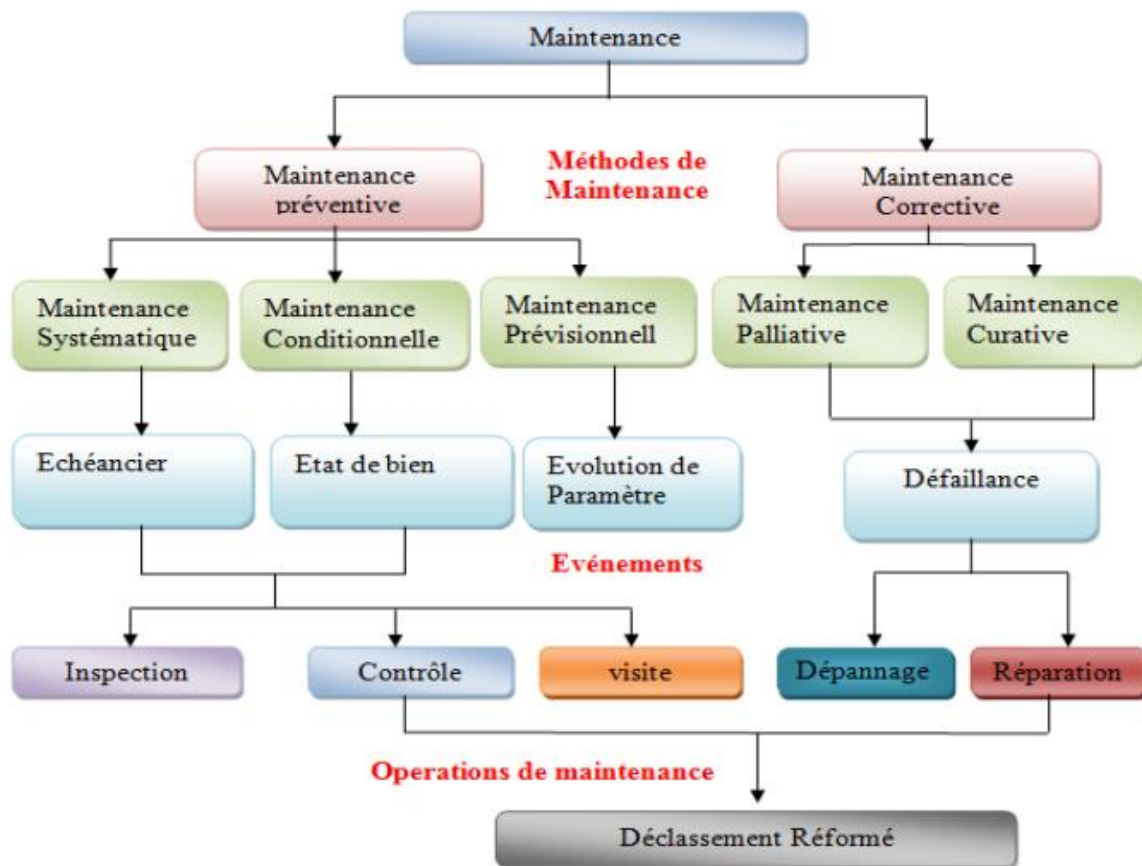 Maintenance
Maintenance
préventive
Méthodes de
Maintenance
Maintenance
Corrective
Maintenance
Systématique
Maintenance
Conditionnelle
Maintenance
Prévisionnell
Maintenance
Palliative
Maintenance
Curative
Echéancier
Etat de bien
Evolution de
Paramètre
Défaillance
Evénements
Inspection
Contrôle
visite
Dépannage
Réparation
Operations de maintenance
Déclassement Réformé